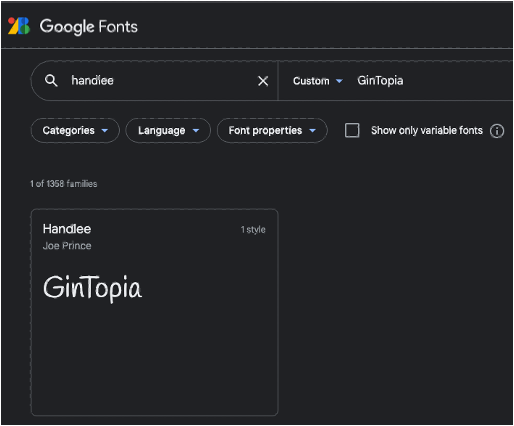 Google Fonts
handlee Custom GinTopia
Categories Language Font properties Show only variable fonts
1 of 1358 families
Handlee 1 style
Joe Prince
GinTopia